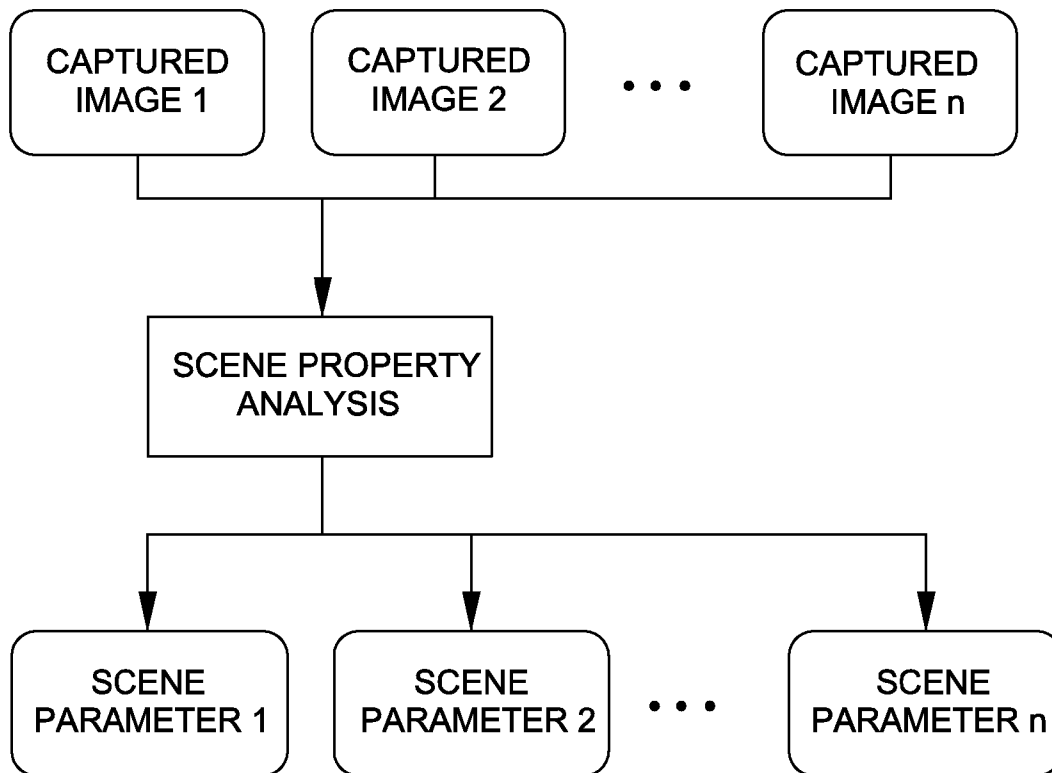 CAPTURED
IMAGE 1
CAPTURED
IMAGE 2
• • •
CAPTURED
IMAGE n
SCENE PROPERTY
ANALYSIS
SCENE
PARAMETER 1
SCENE
PARAMETER 2
• • •
SCENE
PARAMETER n